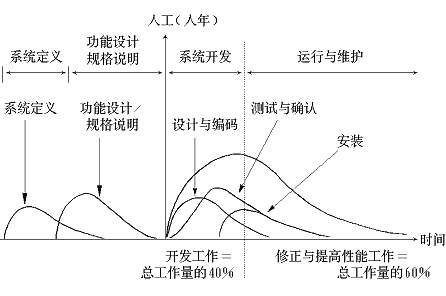 人工(人年)
系统定义
功能设计
规格说明
系统开发
运行与维护
系统定义
功能设计/
规格说明
设计与编码
测试与确认
安装
时间
开发工作=
总工作量的40%
修正与提高性能工作=
总工作量的60%